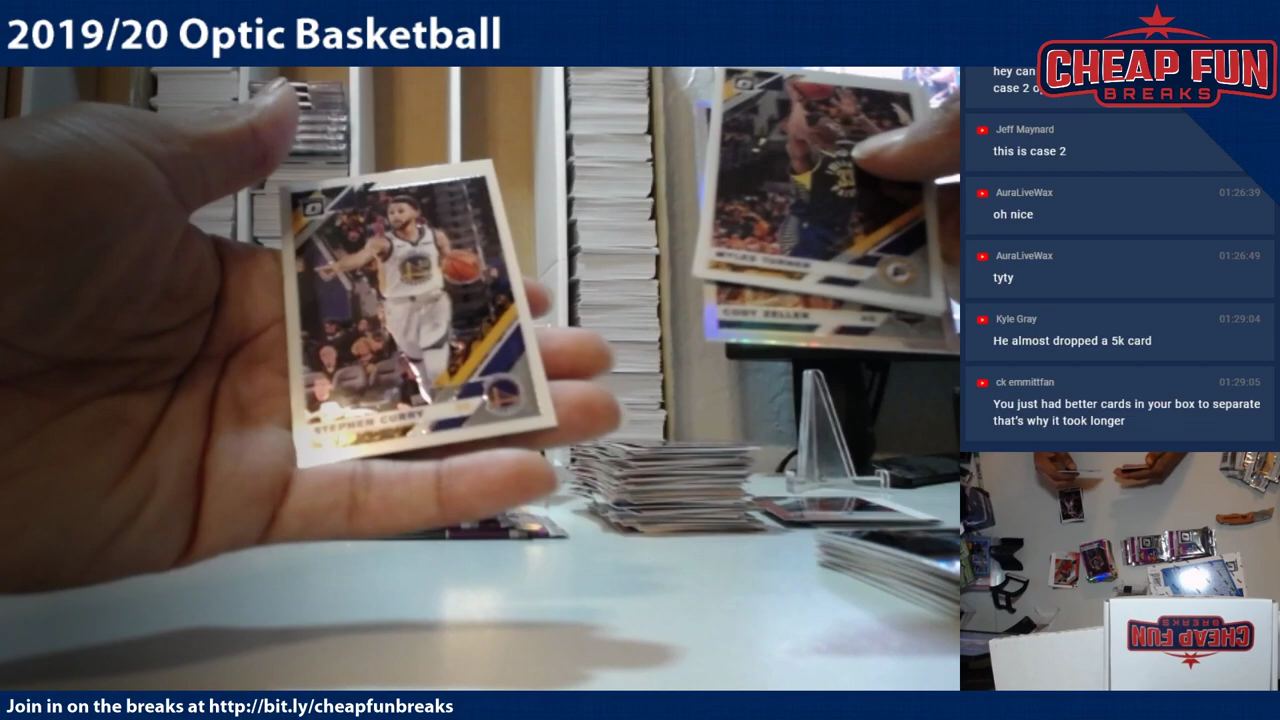 2019/20 Optic Basketball
CHEAP FUN
BREAKS
hey can
case 2
Jeff Maynard
this is case 2
AuraLiveWax 01:26:39
oh nice
AuraLiveWax 01:26:49
tyty
Kyle Gray 01:29:04
He almost dropped a 5k card
ck emmittfan 01:29:05
You just had better cards in your box to separate
that's why it took longer
MYLES TURNER
CODY ZELLER
STEPHEN CURRY
CHEAP FUN
BREAKS
Join in on the breaks at http://bit.ly/cheapfunbreaks